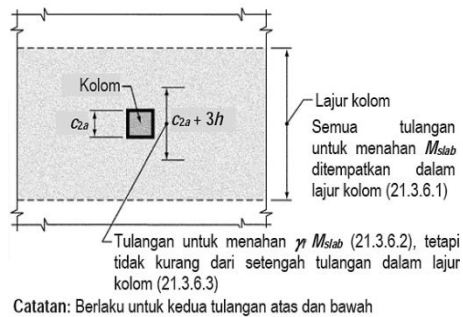 Kolom
c2a
c2a + 3h
Lajur kolom
Semua tulangan
untuk menahan Mslab
ditempatkan dalam
lajur kolom (21.3.6.1)
Tulangan untuk menahan γf Mslab (21.3.6.2), tetapi
tidak kurang dari setengah tulangan dalam lajur
kolom (21.3.6.3)
Catatan: Berlaku untuk kedua tulangan atas dan bawah